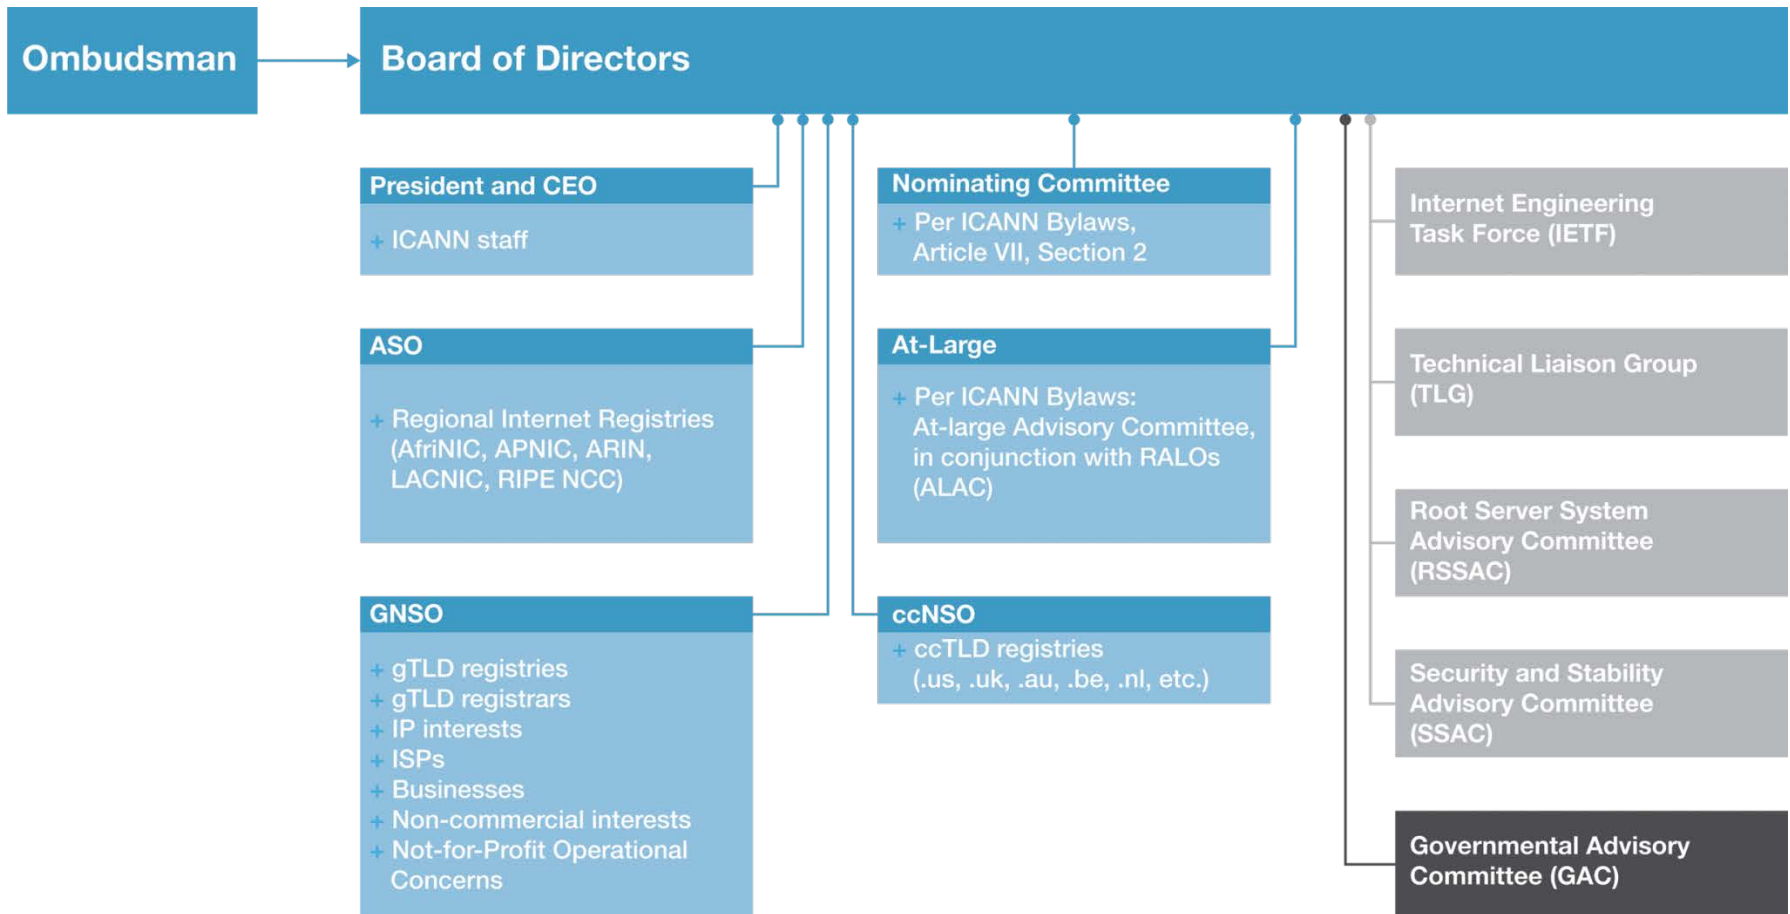 Ombudsman
Board of Directors
President and CEO
+ ICANN staff
Nominating Committee
+ Per ICANN Bylaws,
Article VII, Section 2
Internet Engineering
Task Force (IETF)
ASO
+ Regional Internet Registries
(AfriNIC, APNIC, ARIN,
LACNIC, RIPE NCC)
At-Large
+ Per ICANN Bylaws:
At-large Advisory Committee,
in conjunction with RALOs
(ALAC)
Technical Liaison Group
(TLG)
Root Server System
Advisory Committee
(RSSAC)
GNSO
+ gTLD registries
+ gTLD registrars
+ IP interests
+ ISPs
+ Businesses
+ Non-commercial interests
+ Not-for-Profit Operational
Concerns
ccNSO
+ ccTLD registries
(.us, .uk, .au, .be, .nl, etc.)
Security and Stability
Advisory Committee
(SSAC)
Governmental Advisory
Committee (GAC)